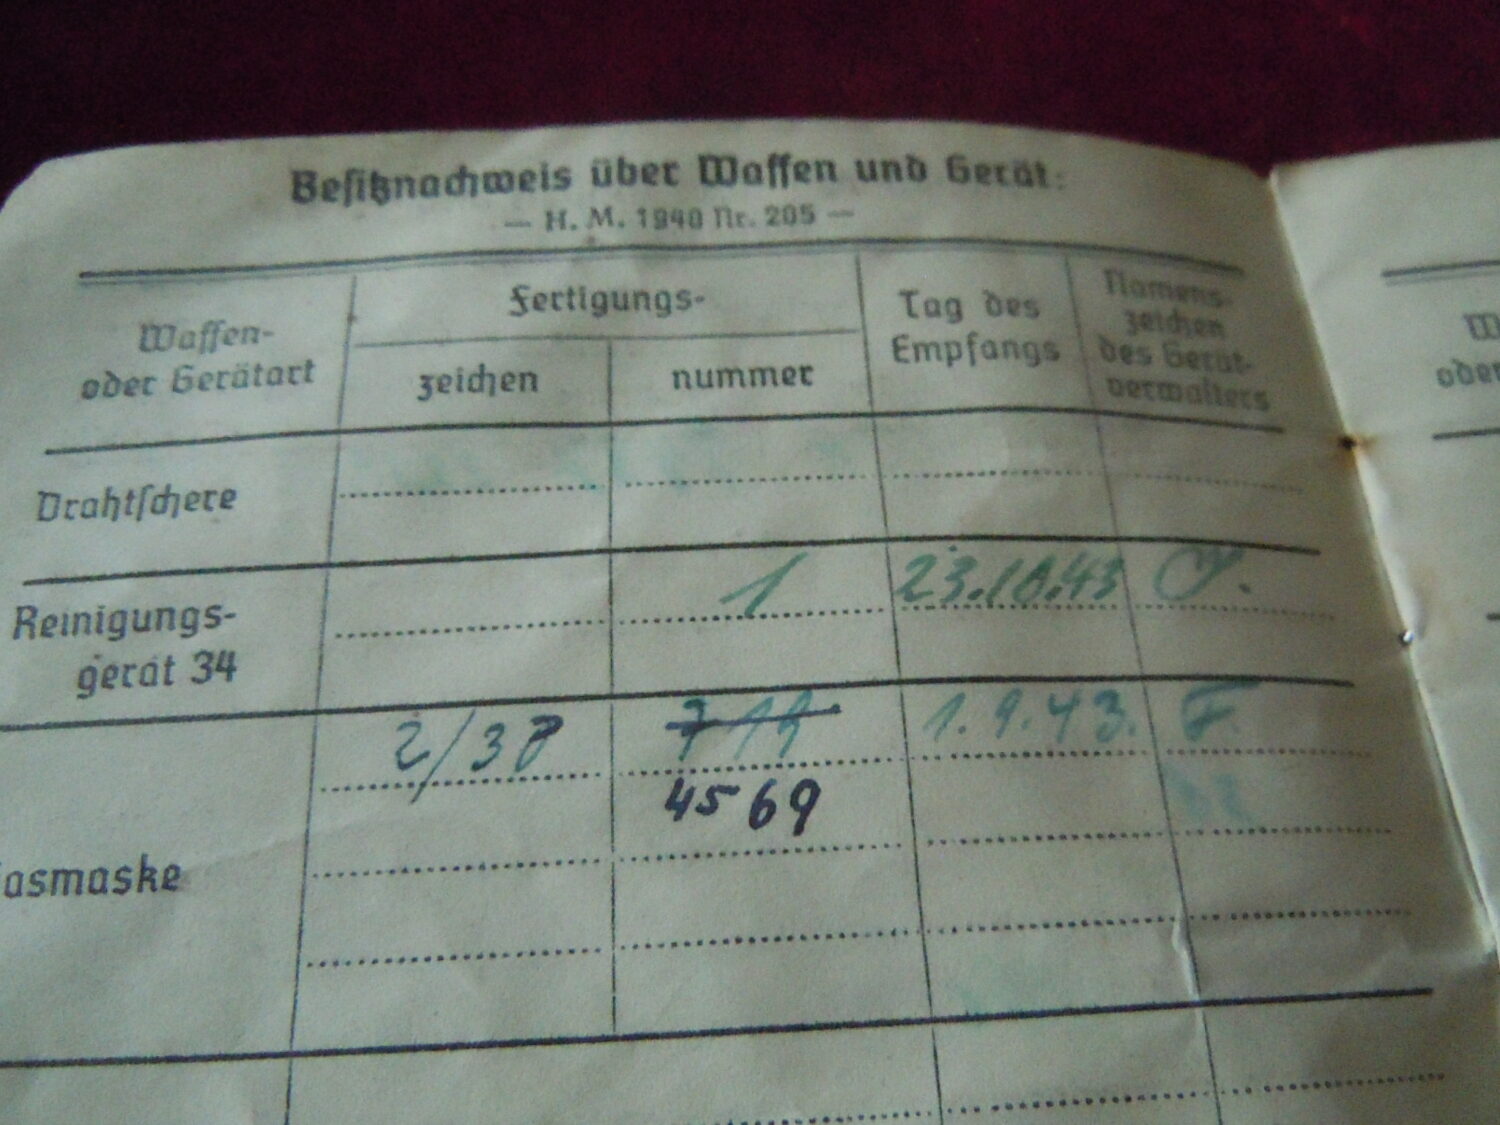 Besitznachweis über Waffen und Gerät:
— H. M. 1940 Nr. 205 —
Waffen-
oder Gerätart
Fertigungs-
zeichen
nummer
Tag des
Empfangs
Namens-
zeichen
des Gerät-
verwalters
W
oder
Drahtschere
Reinigungs-
gerät 34
1 23.10.43
asmaske
2/38 1.9.43. F.
4569